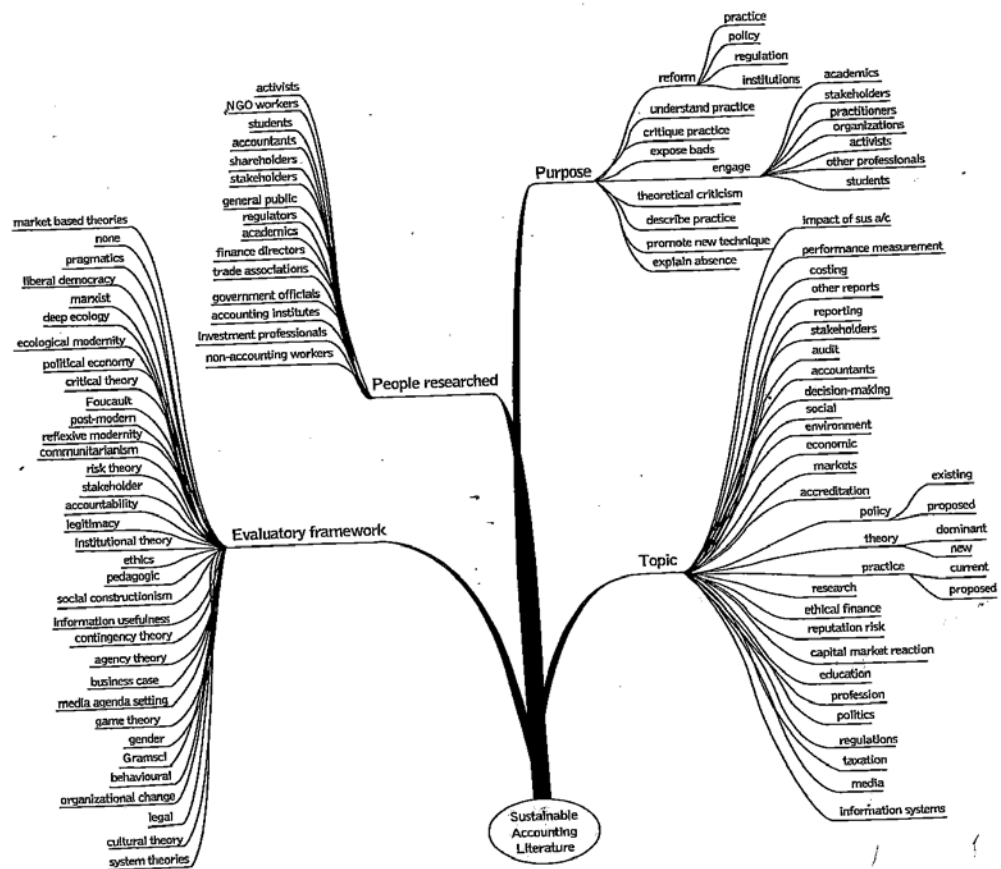 practice
policy
regulation
reform
institutions
understand practice
critique practice
expose bads
Purpose
engage
academics
stakeholders
practitioners
organizations
activists
other professionals
students
theoretical criticism
describe practice
promote new technique
explain absence
activists
NGO workers
students
accountants
shareholders
stakeholders
general public
regulators
academics
finance directors
trade associations
government officials
accounting institutes
investment professionals
non-accounting workers
People researched
market based theories
none
pragmatics
liberal democracy
marxist
deep ecology
ecological modernity
political economy
critical theory
Foucault
post-modern
reflexive modernity
communitarianism
risk theory
stakeholder
accountability
legitimacy
Institutional theory
ethics
pedagogic
social constructionism
information usefulness
contingency theory
agency theory
business case
media agenda setting
game theory
gender
Gramsci
behavioural
organizational change
legal
cultural theory
system theories
Evaluatory framework
Topic
impact of sus a/c
performance measurement
costing
other reports
reporting
stakeholders
audit
accountants
decision-making
social
environment
economic
markets
accreditation
policy
existing
proposed
theory
dominant
new
practice
current
proposed
research
ethical finance
reputation risk
capital market reaction
education
profession
politics
regulations
taxation
media
information systems
Sustainable
Accounting
Literature